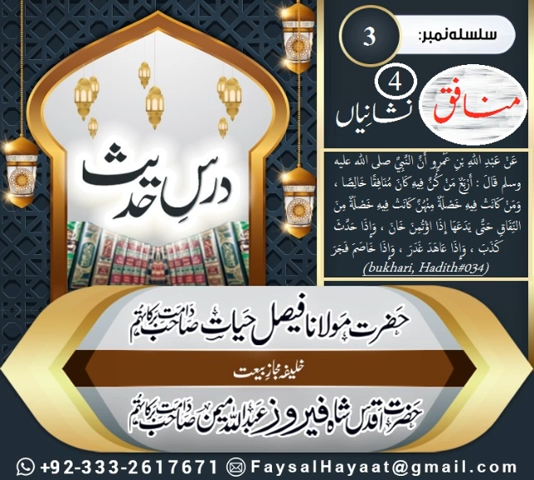 سلسلہ نمبر: 3
منافق
4
نشانیاں
درسِ حدیث
عَنْ عَبْدِ اللَّهِ بْنِ عَمْرٍو أَنَّ النَّبِيَّ صلى الله عليه
وسلم قَالَ : أَرْبَعٌ مَنْ كُنَّ فِيهِ كَانَ مُنَافِقًا خَالِصًا ،
وَمَنْ كَانَتْ فِيهِ خَصْلَةٌ مِنْهُنَّ كَانَتْ فِيهِ خَصْلَةٌ مِنَ
النِّفَاقِ حَتَّى يَدَعَهَا إِذَا اؤْتُمِنَ خَانَ ، وَإِذَا حَدَّثَ
كَذَبَ ، وَإِذَا عَاهَدَ غَدَرَ ، وَإِذَا خَاصَمَ فَجَرَ
(bukhari, Hadith#034)
حضرت مولانا فیصل حیات صاحب دامت برکاتہم
خلیفہ مجاز بیعت
حضرت اقدس شاہ فیروز عبداللہ میمن صاحب دامت برکاتہم
+92-333-2617671 FaysalHayaat@gmail.com